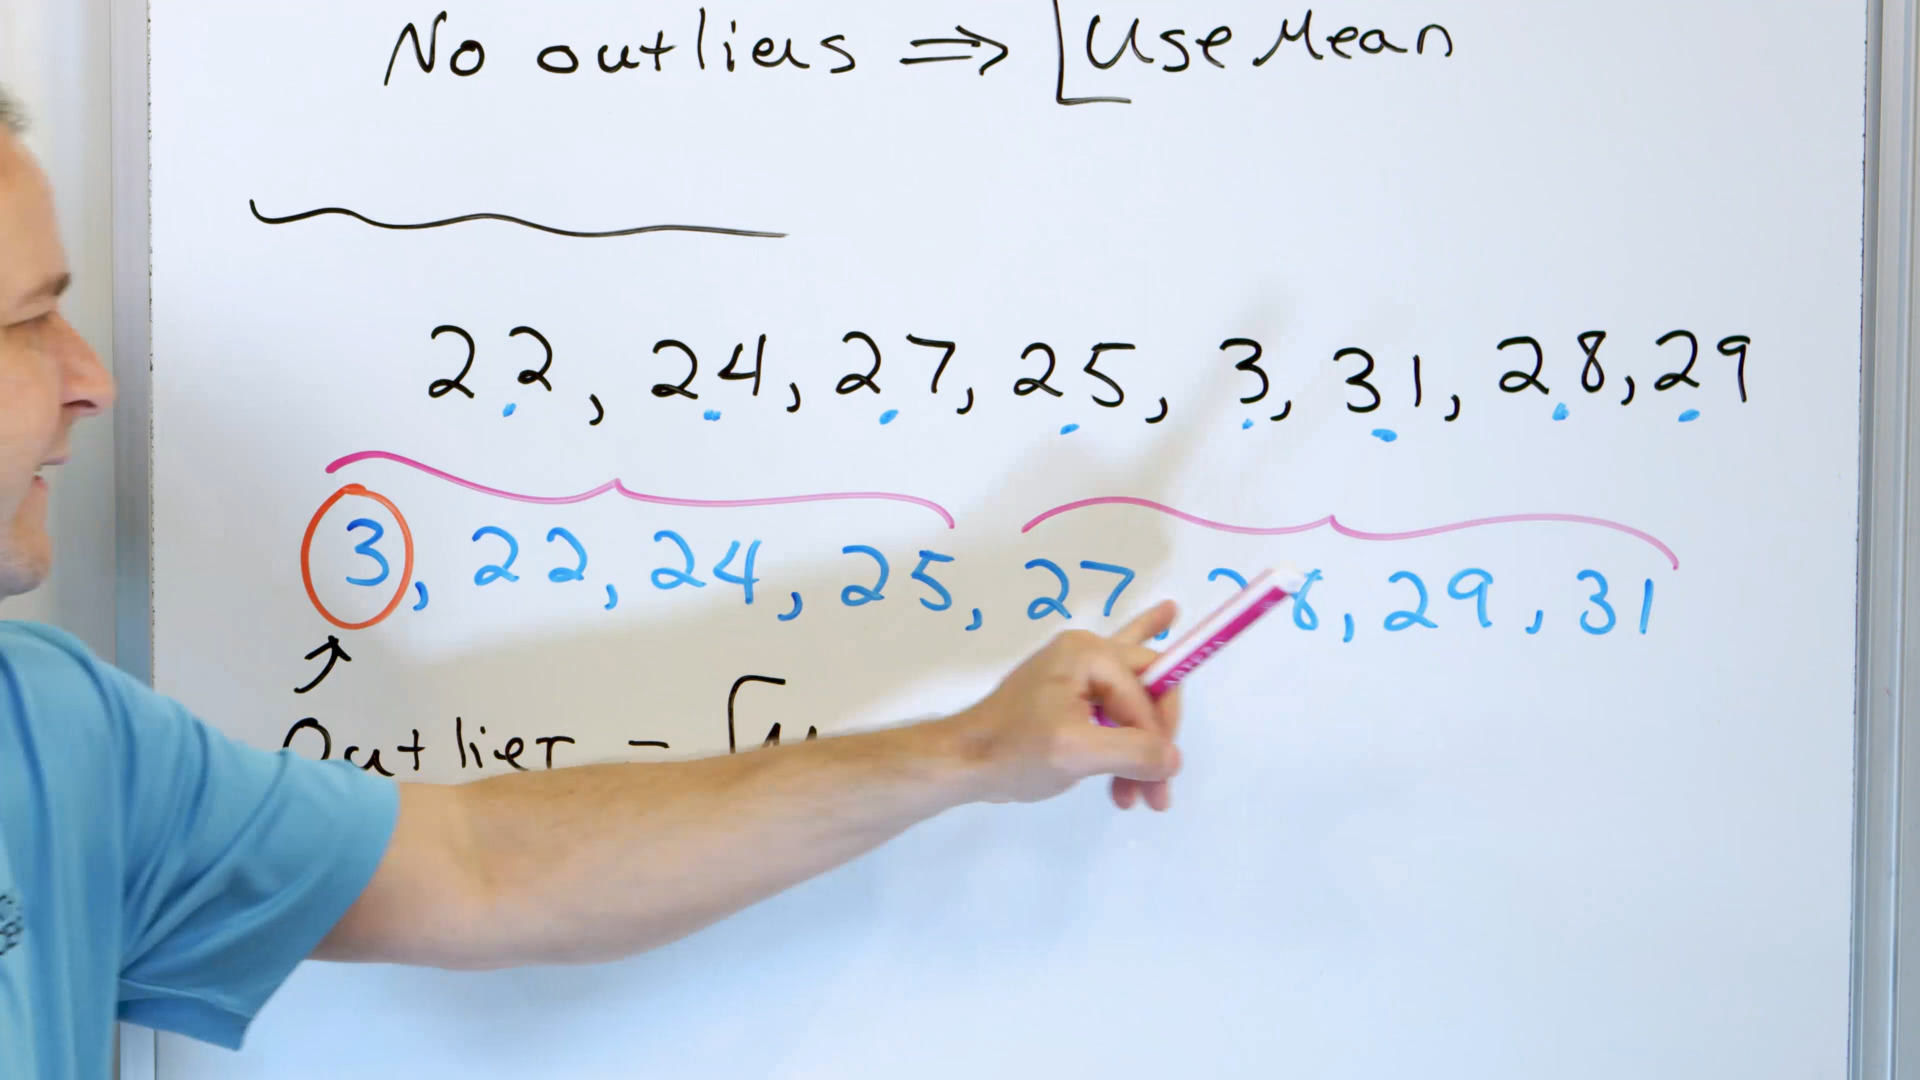 No outliers ⇒ Use Mean
22, 24, 27, 25, 3, 31, 28, 29
3, 22, 24, 25, 27, 28, 29, 31
Outlier -